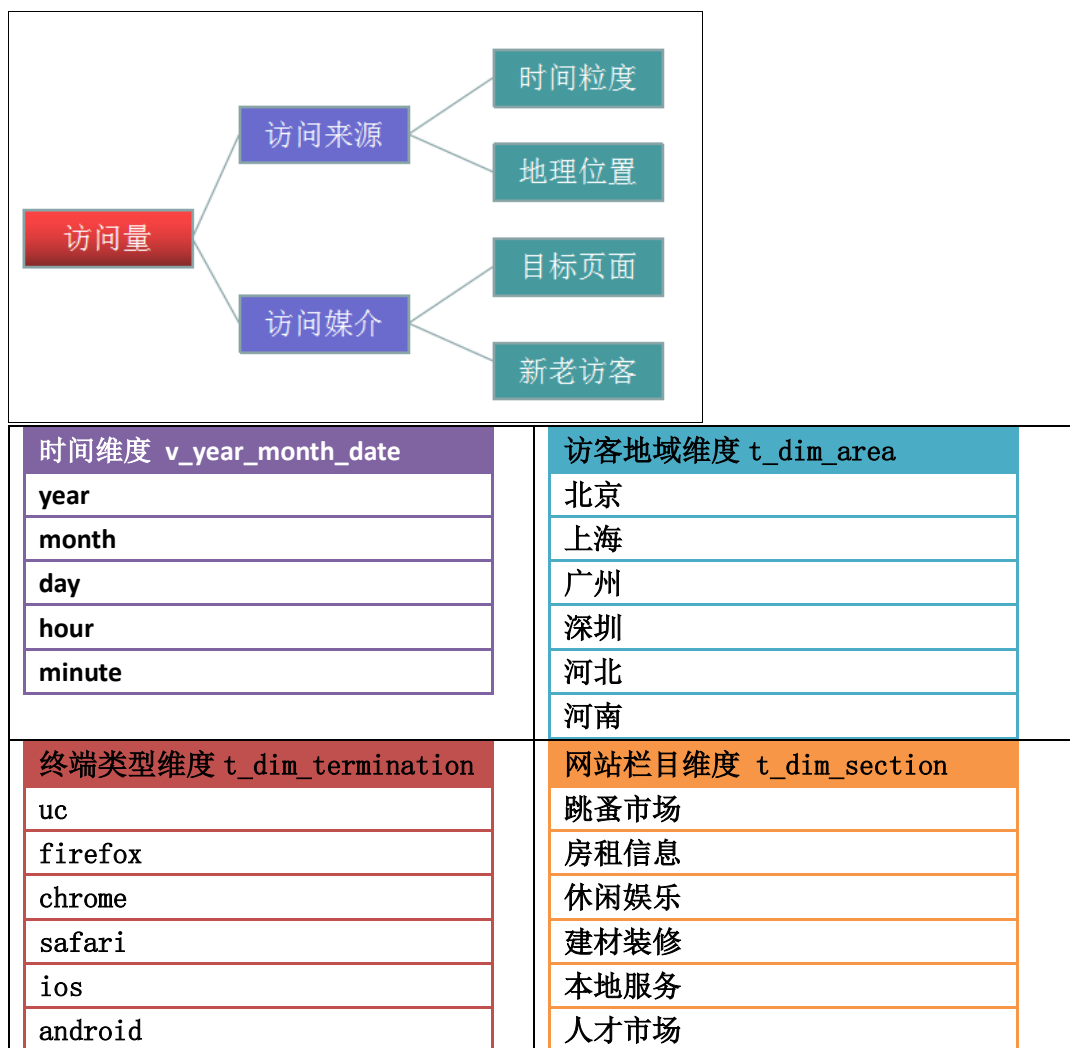 时间粒度
访问来源
地理位置
访问量
目标页面
访问媒介
新老访客
时间维度 v_year_month_date
year
month
day
hour
minute
访客地域维度 t_dim_area
北京
上海
广州
深圳
河北
河南
终端类型维度 t_dim_termination
uc
firefox
chrome
safari
ios
android
网站栏目维度 t_dim_section
跳蚤市场
房租信息
休闲娱乐
建材装修
本地服务
人才市场